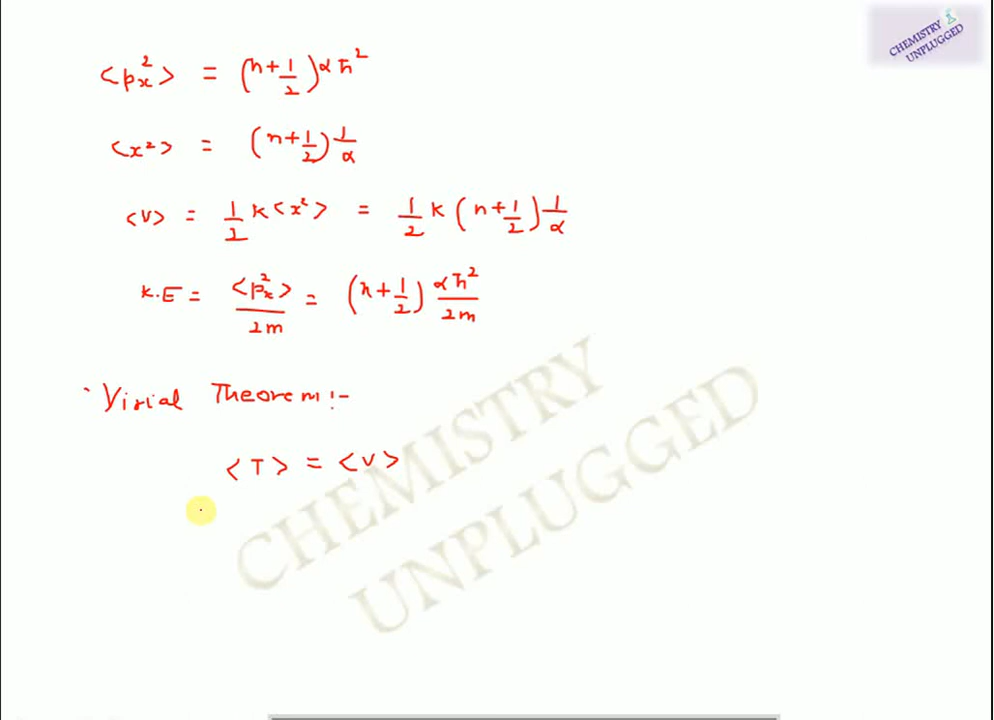 CHEMISTRY
UNPLUGGED
<pₓ²> = (n+1/2)αħ²
<x²> = (n+1/2)1/α
<V> = 1/2 K<x²> = 1/2 K(n+1/2)1/α
K.E = <pₓ²>/2m = (n+1/2)αħ²/2m
· Virial Theorem :-
<T> = <V>
CHEMISTRY
UNPLUGGED